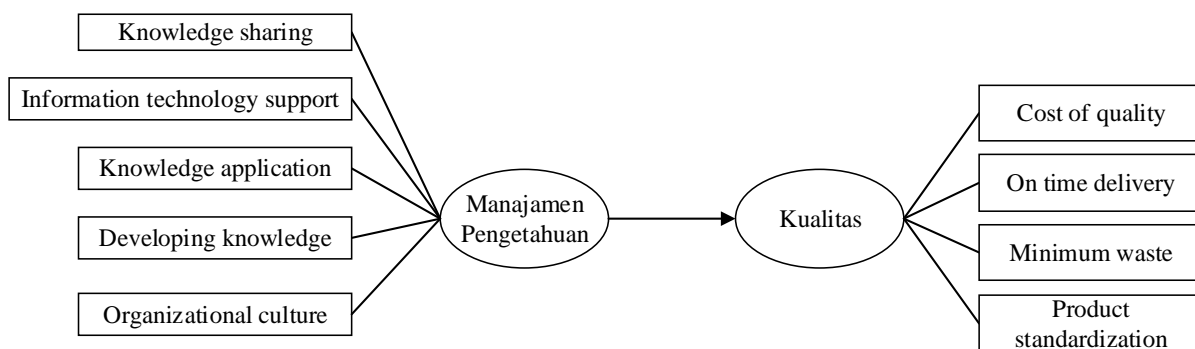 Knowledge sharing
Information technology support
Knowledge application
Developing knowledge
Organizational culture
Manajamen
Pengetahuan
Kualitas
Cost of quality
On time delivery
Minimum waste
Product
standardization